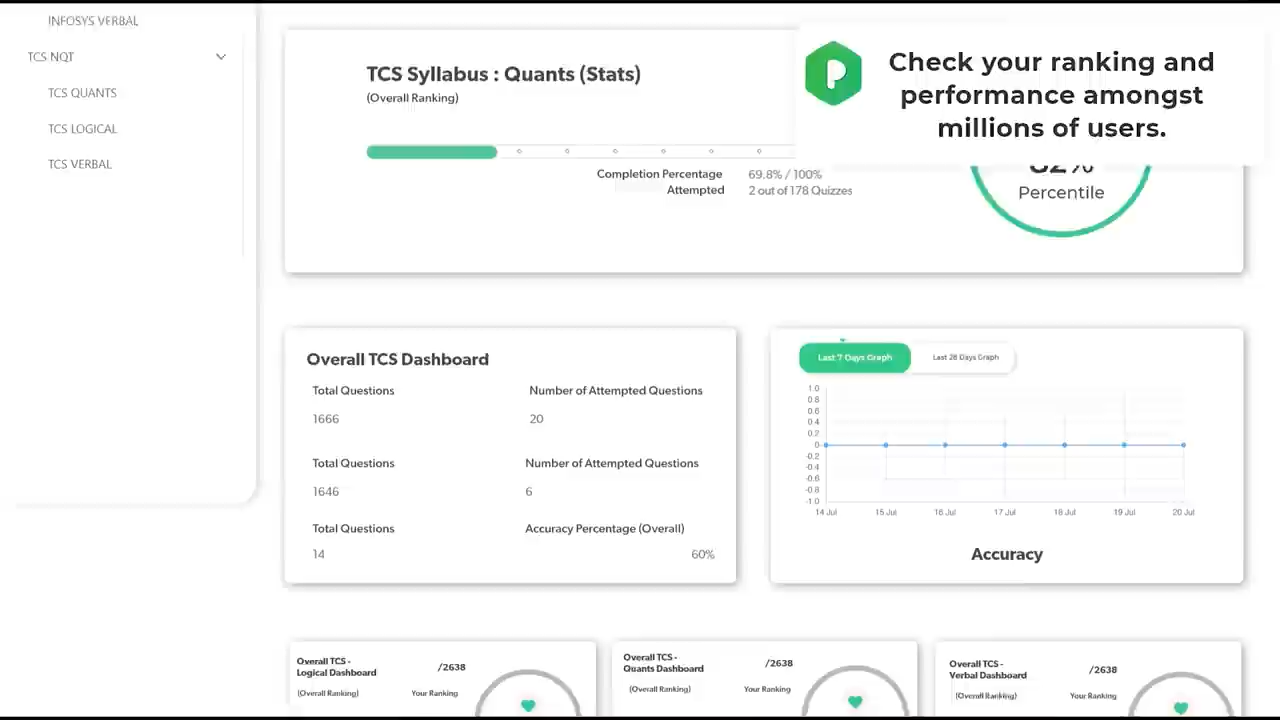 INFOSYS VERBAL
TCS NQT
TCS QUANTS
TCS LOGICAL
TCS VERBAL
TCS Syllabus : Quants (Stats)
(Overall Ranking)
Completion Percentage 69.8% / 100%
Attempted 2 out of 178 Quizzes
Check your ranking and
performance amongst
millions of users.
Percentile
Overall TCS Dashboard
Total Questions Number of Attempted Questions
1666 20
Total Questions Number of Attempted Questions
1646 6
Total Questions Accuracy Percentage (Overall)
14 60%
Last 7 Days Graph Last 28 Days Graph
1.0
0.8
0.6
0.4
0.2
0
-0.2
-0.4
-0.6
-0.8
-1.0
14 Jul 15 Jul 16 Jul 17 Jul 18 Jul 19 Jul 20 Jul
Accuracy
Overall TCS -
Logical Dashboard /2638
(Overall Ranking) Your Ranking
Overall TCS -
Quants Dashboard /2638
(Overall Ranking) Your Ranking
Overall TCS -
Verbal Dashboard /2638
(Overall Ranking) Your Ranking